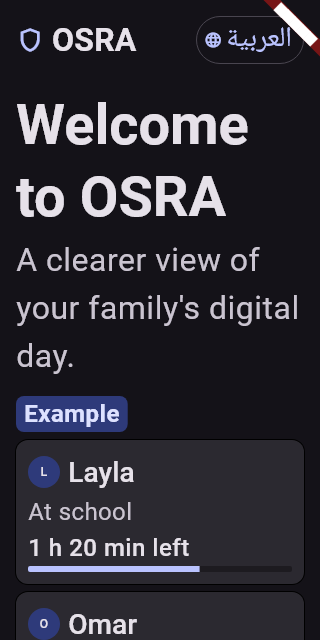 OSRA
العربية
Welcome
to OSRA
A clearer view of
your family's digital
day.
Example
L
Layla
At school
1 h 20 min left
O
Omar